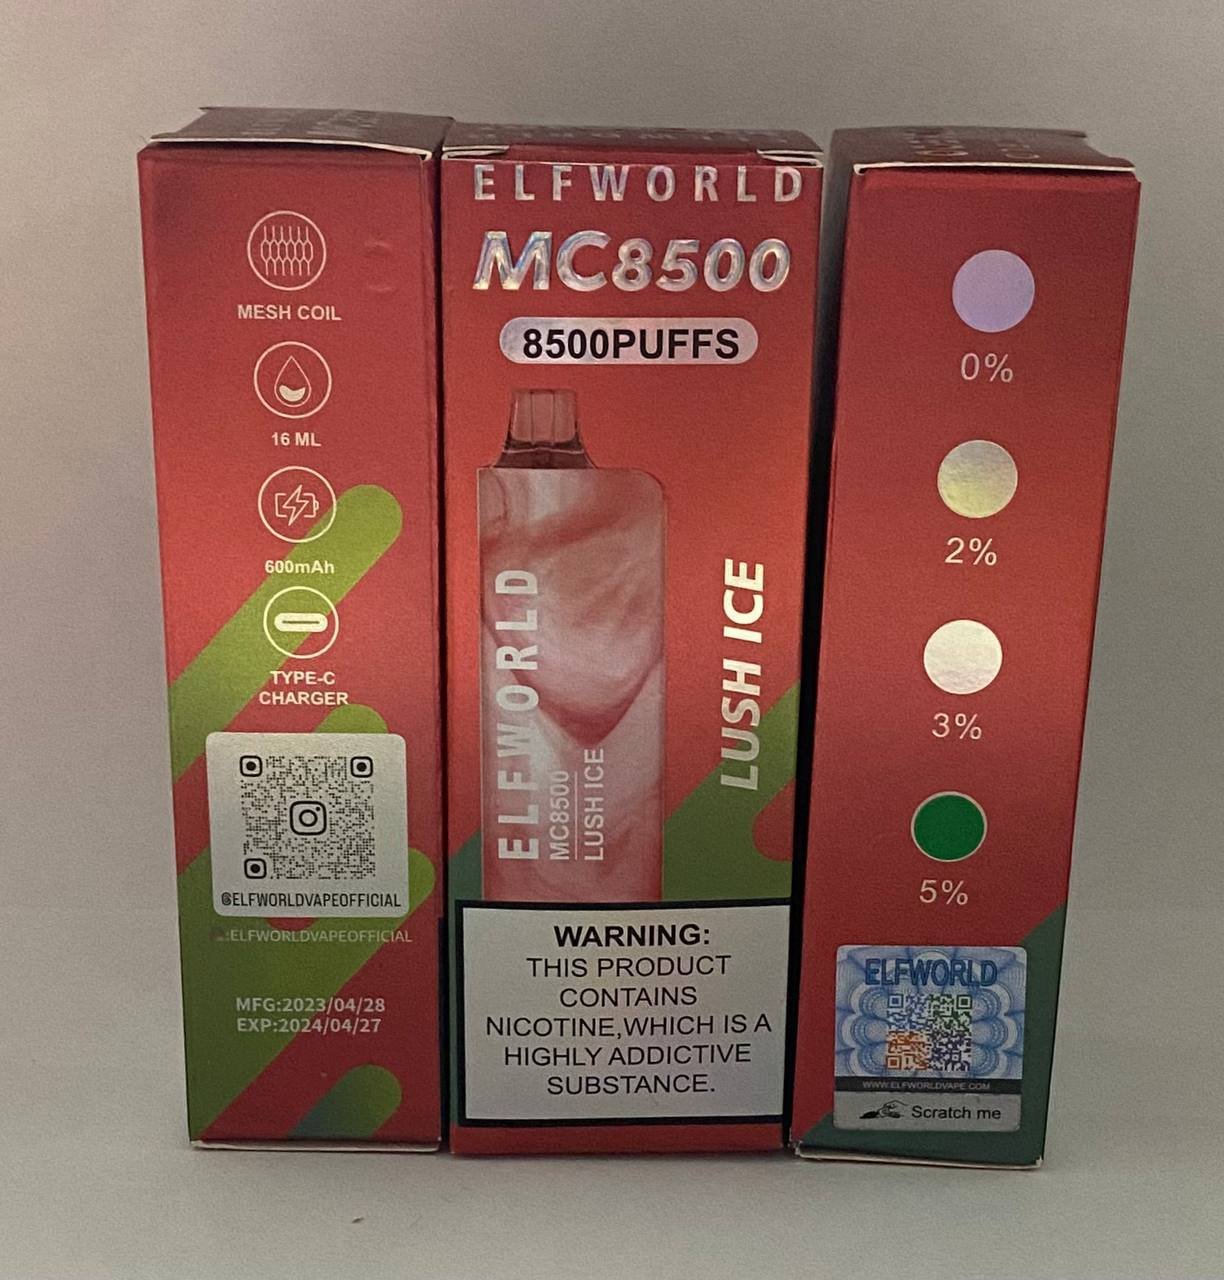 MESH COIL
16 ML
600mAh
TYPE-C
CHARGER
@ELFWORLDVAPEOFFICIAL
:ELFWORLDVAPEOFFICIAL
MFG:2023/04/28
EXP:2024/04/27
ELFWORLD
MC8500
8500PUFFS
ELFWORLD
MC8500
LUSH ICE
LUSH ICE
WARNING:
THIS PRODUCT
CONTAINS
NICOTINE,WHICH IS A
HIGHLY ADDICTIVE
SUBSTANCE.
0%
2%
3%
5%
ELFWORLD
WWW.ELFWORLDVAPE.COM
Scratch me